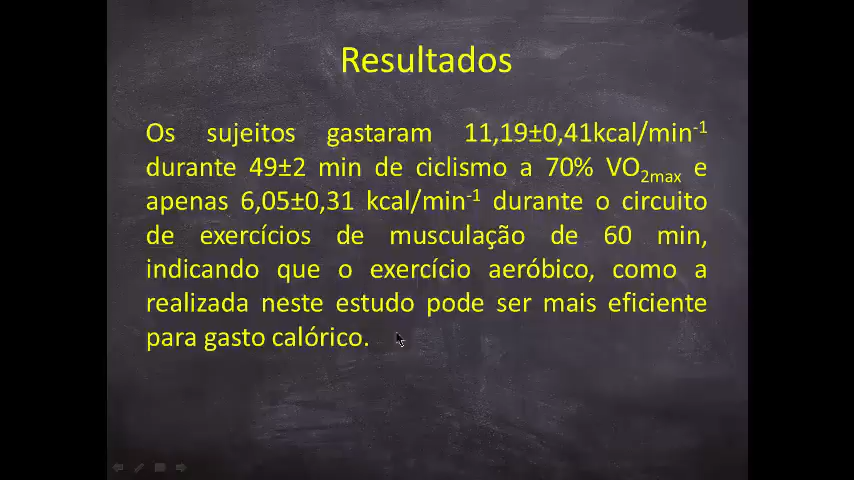 Resultados
Os sujeitos gastaram 11,19±0,41kcal/min⁻¹
durante 49±2 min de ciclismo a 70% VO₂max e
apenas 6,05±0,31 kcal/min⁻¹ durante o circuito
de exercícios de musculação de 60 min,
indicando que o exercício aeróbico, como a
realizada neste estudo pode ser mais eficiente
para gasto calórico.